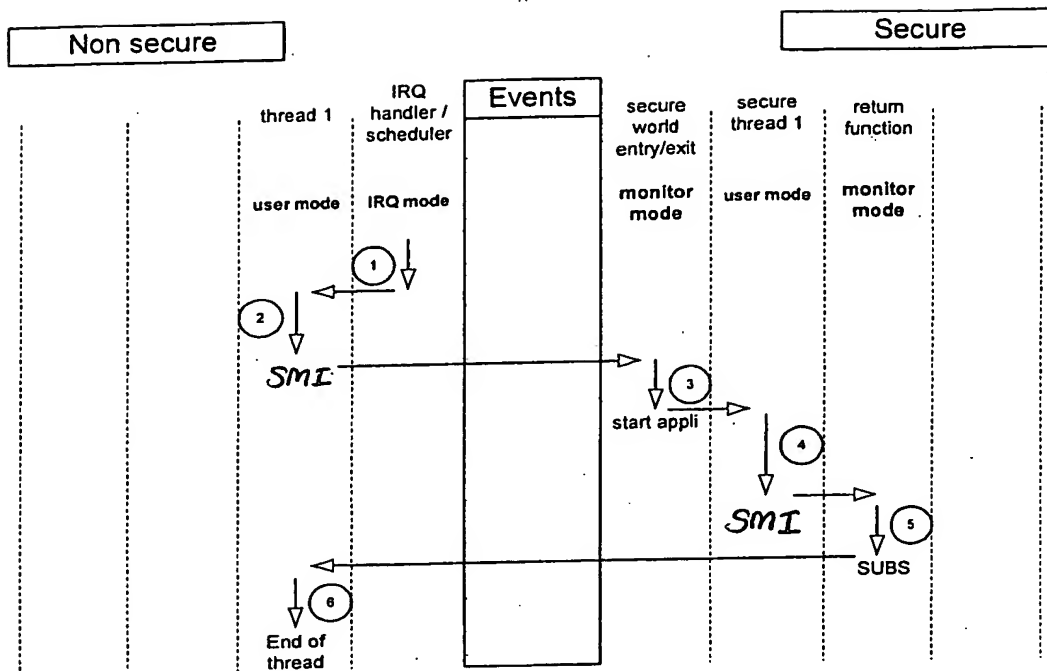 Non secure
Secure
Events
thread 1
IRQ
handler /
scheduler
secure
world
entry/exit
secure
thread 1
return
function
user mode
IRQ mode
monitor
mode
user mode
monitor
mode
1
2
SMI
3
start appli
4
SMI
5
SUBS
6
End of
thread